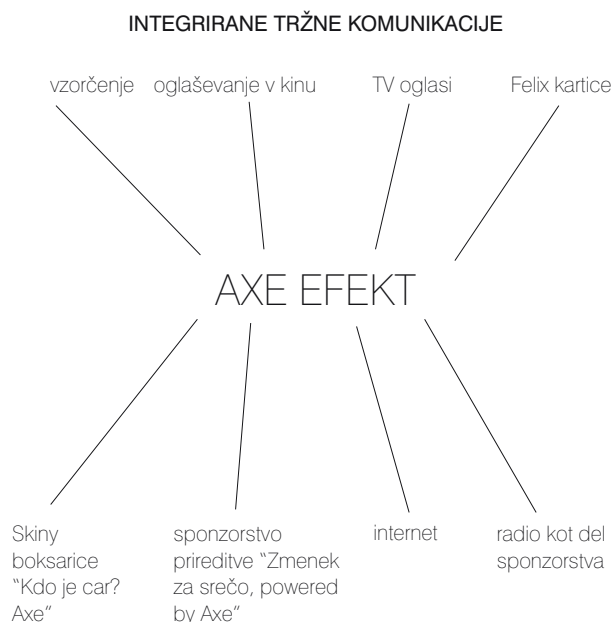 INTEGRIRANE TRŽNE KOMUNIKACIJE
vzorčenje
oglaševanje v kinu
TV oglasi
Felix kartice
AXE EFEKT
Skiny
boksarice
"Kdo je car?
Axe"
sponzorstvo
prireditve "Zmenek
za srečo, powered
by Axe"
internet
radio kot del
sponzorstva